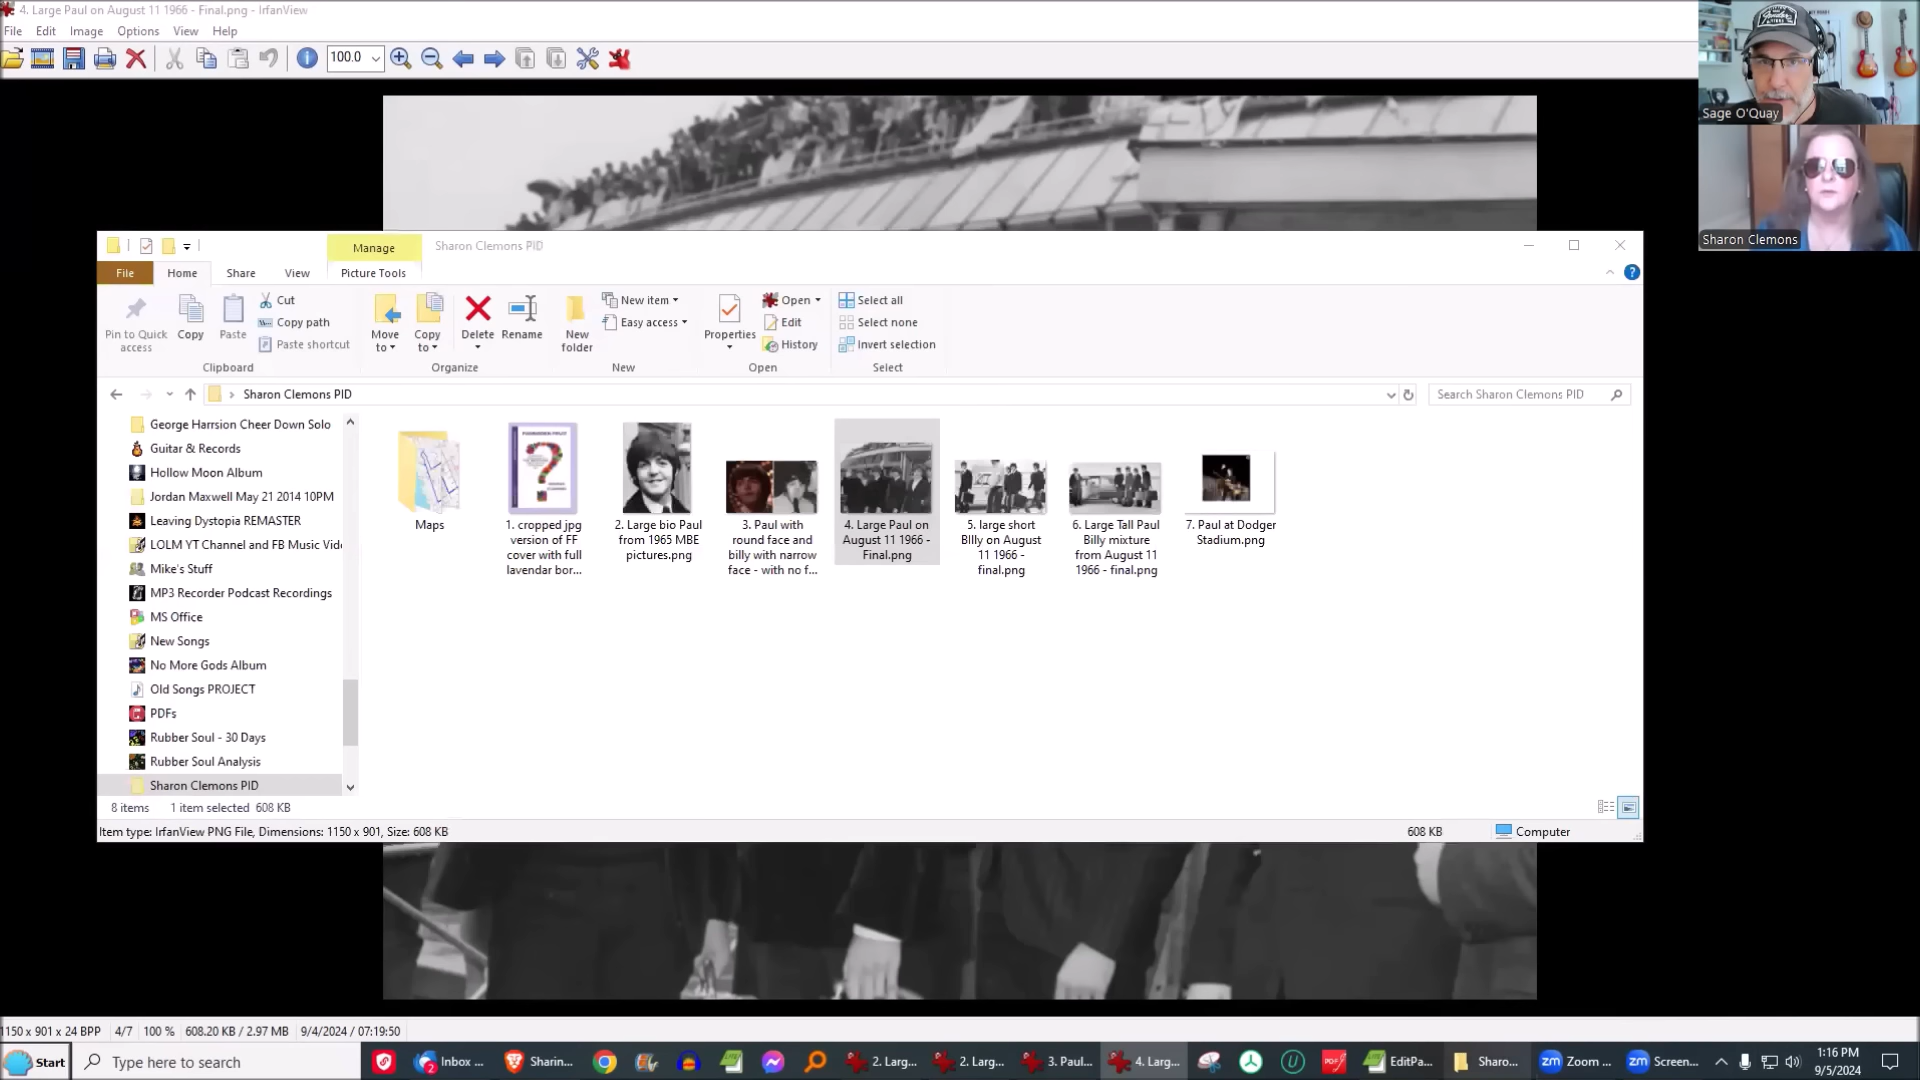 4. Large Paul on August 11 1966 - Final.png - IrfanView
File Edit Image Options View Help
100.0
Sage O'Quay
Sharon Clemons
Manage
Sharon Clemons PID
File Home Share View Picture Tools
Pin to Quick access
Copy
Paste
Cut
Copy path
Paste shortcut
Clipboard
Move to
Copy to
Delete
Rename
Organize
New folder
New item
Easy access
New
Properties
Open
Edit
History
Open
Select all
Select none
Invert selection
Select
Sharon Clemons PID
Search Sharon Clemons PID
George Harrsion Cheer Down Solo
Guitar & Records
Hollow Moon Album
Jordan Maxwell May 21 2014 10PM
Leaving Dystopia REMASTER
LOLM YT Channel and FB Music Vide
Mike's Stuff
MP3 Recorder Podcast Recordings
MS Office
New Songs
No More Gods Album
Old Songs PROJECT
PDFs
Rubber Soul - 30 Days
Rubber Soul Analysis
Sharon Clemons PID
Maps
1. cropped jpg
version of FF
cover with full
lavendar bor...
2. Large bio Paul
from 1965 MBE
pictures.png
3. Paul with
round face and
billy with narrow
face - with no f...
4. Large Paul on
August 11 1966 -
Final.png
5. large short
BIlly on August
11 1966 -
final.png
6. Large Tall Paul
Billy mixture
from August 11
1966 - final.png
7. Paul at Dodger
Stadium.png
8 items 1 item selected 608 KB
Item type: IrfanView PNG File, Dimensions: 1150 x 901, Size: 608 KB
608 KB
Computer
1150 x 901 x 24 BPP 4/7 100 % 608.20 KB / 2.97 MB 9/4/2024 / 07:19:50
Start
Type here to search
Inbox ...
Sharin...
2. Larg...
2. Larg...
3. Paul...
4. Larg...
EditPa...
Sharo...
Zoom ...
Screen...
1:16 PM
9/5/2024